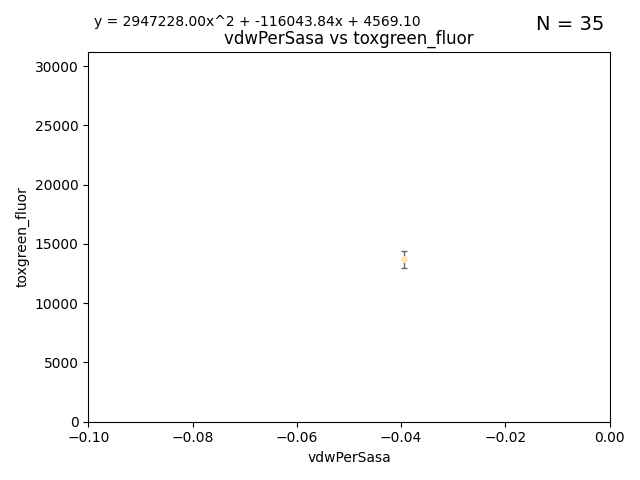 y = 2947228.00x^2 + -116043.84x + 4569.10
N = 35
vdwPerSasa vs toxgreen_fluor
30000
25000
20000
15000
10000
5000
0
toxgreen_fluor
−0.10 −0.08 −0.06 −0.04 −0.02 0.00
vdwPerSasa